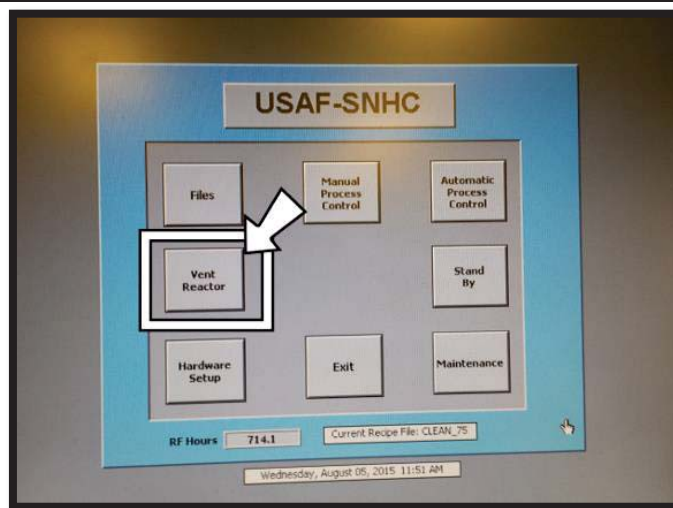 USAF-SNHC
Files
Manual
Process
Control
Automatic
Process
Control
Vent
Reactor
Stand
By
Hardware
Setup
Exit
Maintenance
RF Hours 714.1
Current Recipe File: CLEAN_75
Wednesday, August 05, 2015 11:51 AM